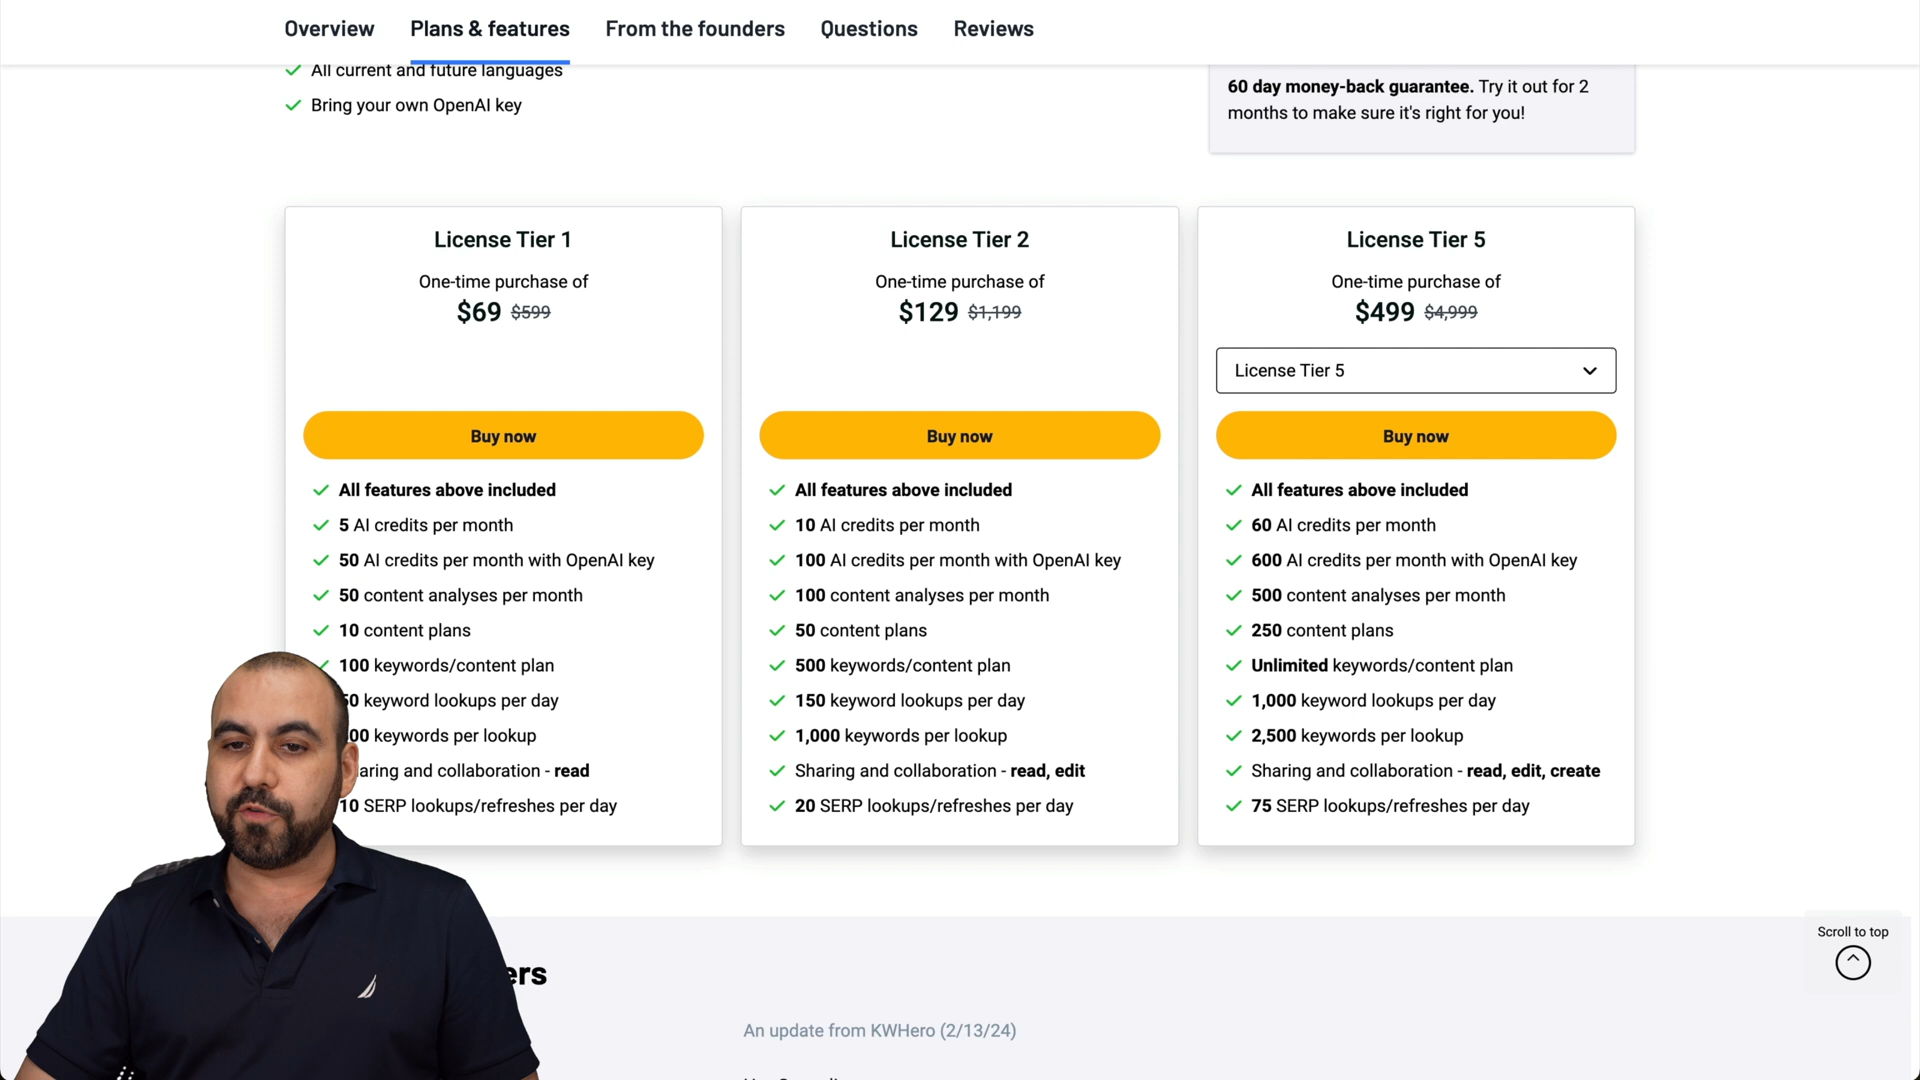 Overview Plans & features From the founders Questions Reviews
All current and future languages
Bring your own OpenAI key
60 day money-back guarantee. Try it out for 2
months to make sure it's right for you!
License Tier 1
One-time purchase of
$69 $599
Buy now
All features above included
5 AI credits per month
50 AI credits per month with OpenAI key
50 content analyses per month
10 content plans
100 keywords/content plan
keyword lookups per day
keywords per lookup
and collaboration - read
10 SERP lookups/refreshes per day
License Tier 2
One-time purchase of
$129 $1,199
Buy now
All features above included
10 AI credits per month
100 AI credits per month with OpenAI key
100 content analyses per month
50 content plans
500 keywords/content plan
150 keyword lookups per day
1,000 keywords per lookup
Sharing and collaboration - read, edit
20 SERP lookups/refreshes per day
License Tier 5
One-time purchase of
$499 $4,999
License Tier 5
Buy now
All features above included
60 AI credits per month
600 AI credits per month with OpenAI key
500 content analyses per month
250 content plans
Unlimited keywords/content plan
1,000 keyword lookups per day
2,500 keywords per lookup
Sharing and collaboration - read, edit, create
75 SERP lookups/refreshes per day
Scroll to top
An update from KWHero (2/13/24)